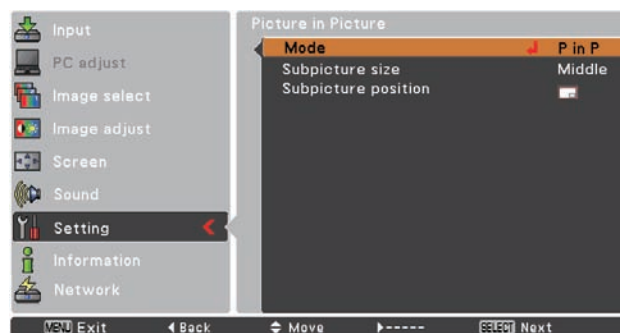 Input
PC adjust
Image select
Image adjust
Screen
Sound
Setting
Information
Network
Picture in Picture
Mode P in P
Subpicture size Middle
Subpicture position
MENU Exit Back Move ----- SELECT Next